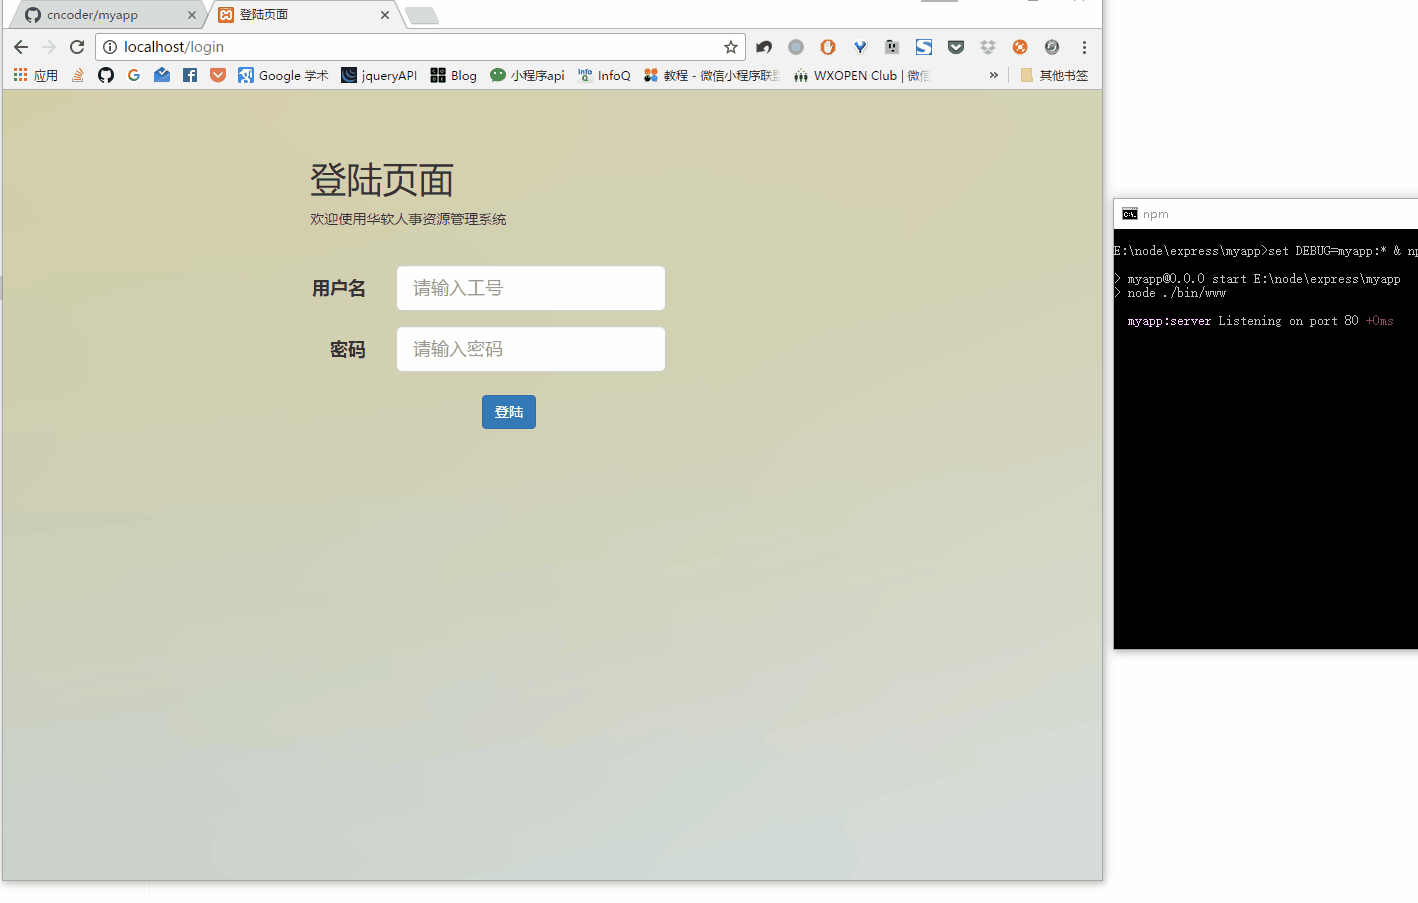 cncoder/myapp
登陆页面
localhost/login
应用
Google 学术
jqueryAPI
Blog
小程序api
InfoQ
教程 - 微信小程序联盟
WXOPEN Club | 微信
»
其他书签
登陆页面
欢迎使用华软人事资源管理系统
用户名
请输入工号
密码
请输入密码
登陆
npm
E:\node\express\myapp>set DEBUG=myapp:* & np
> myapp@0.0.0 start E:\node\express\myapp
> node ./bin/www
myapp:server Listening on port 80 +0ms